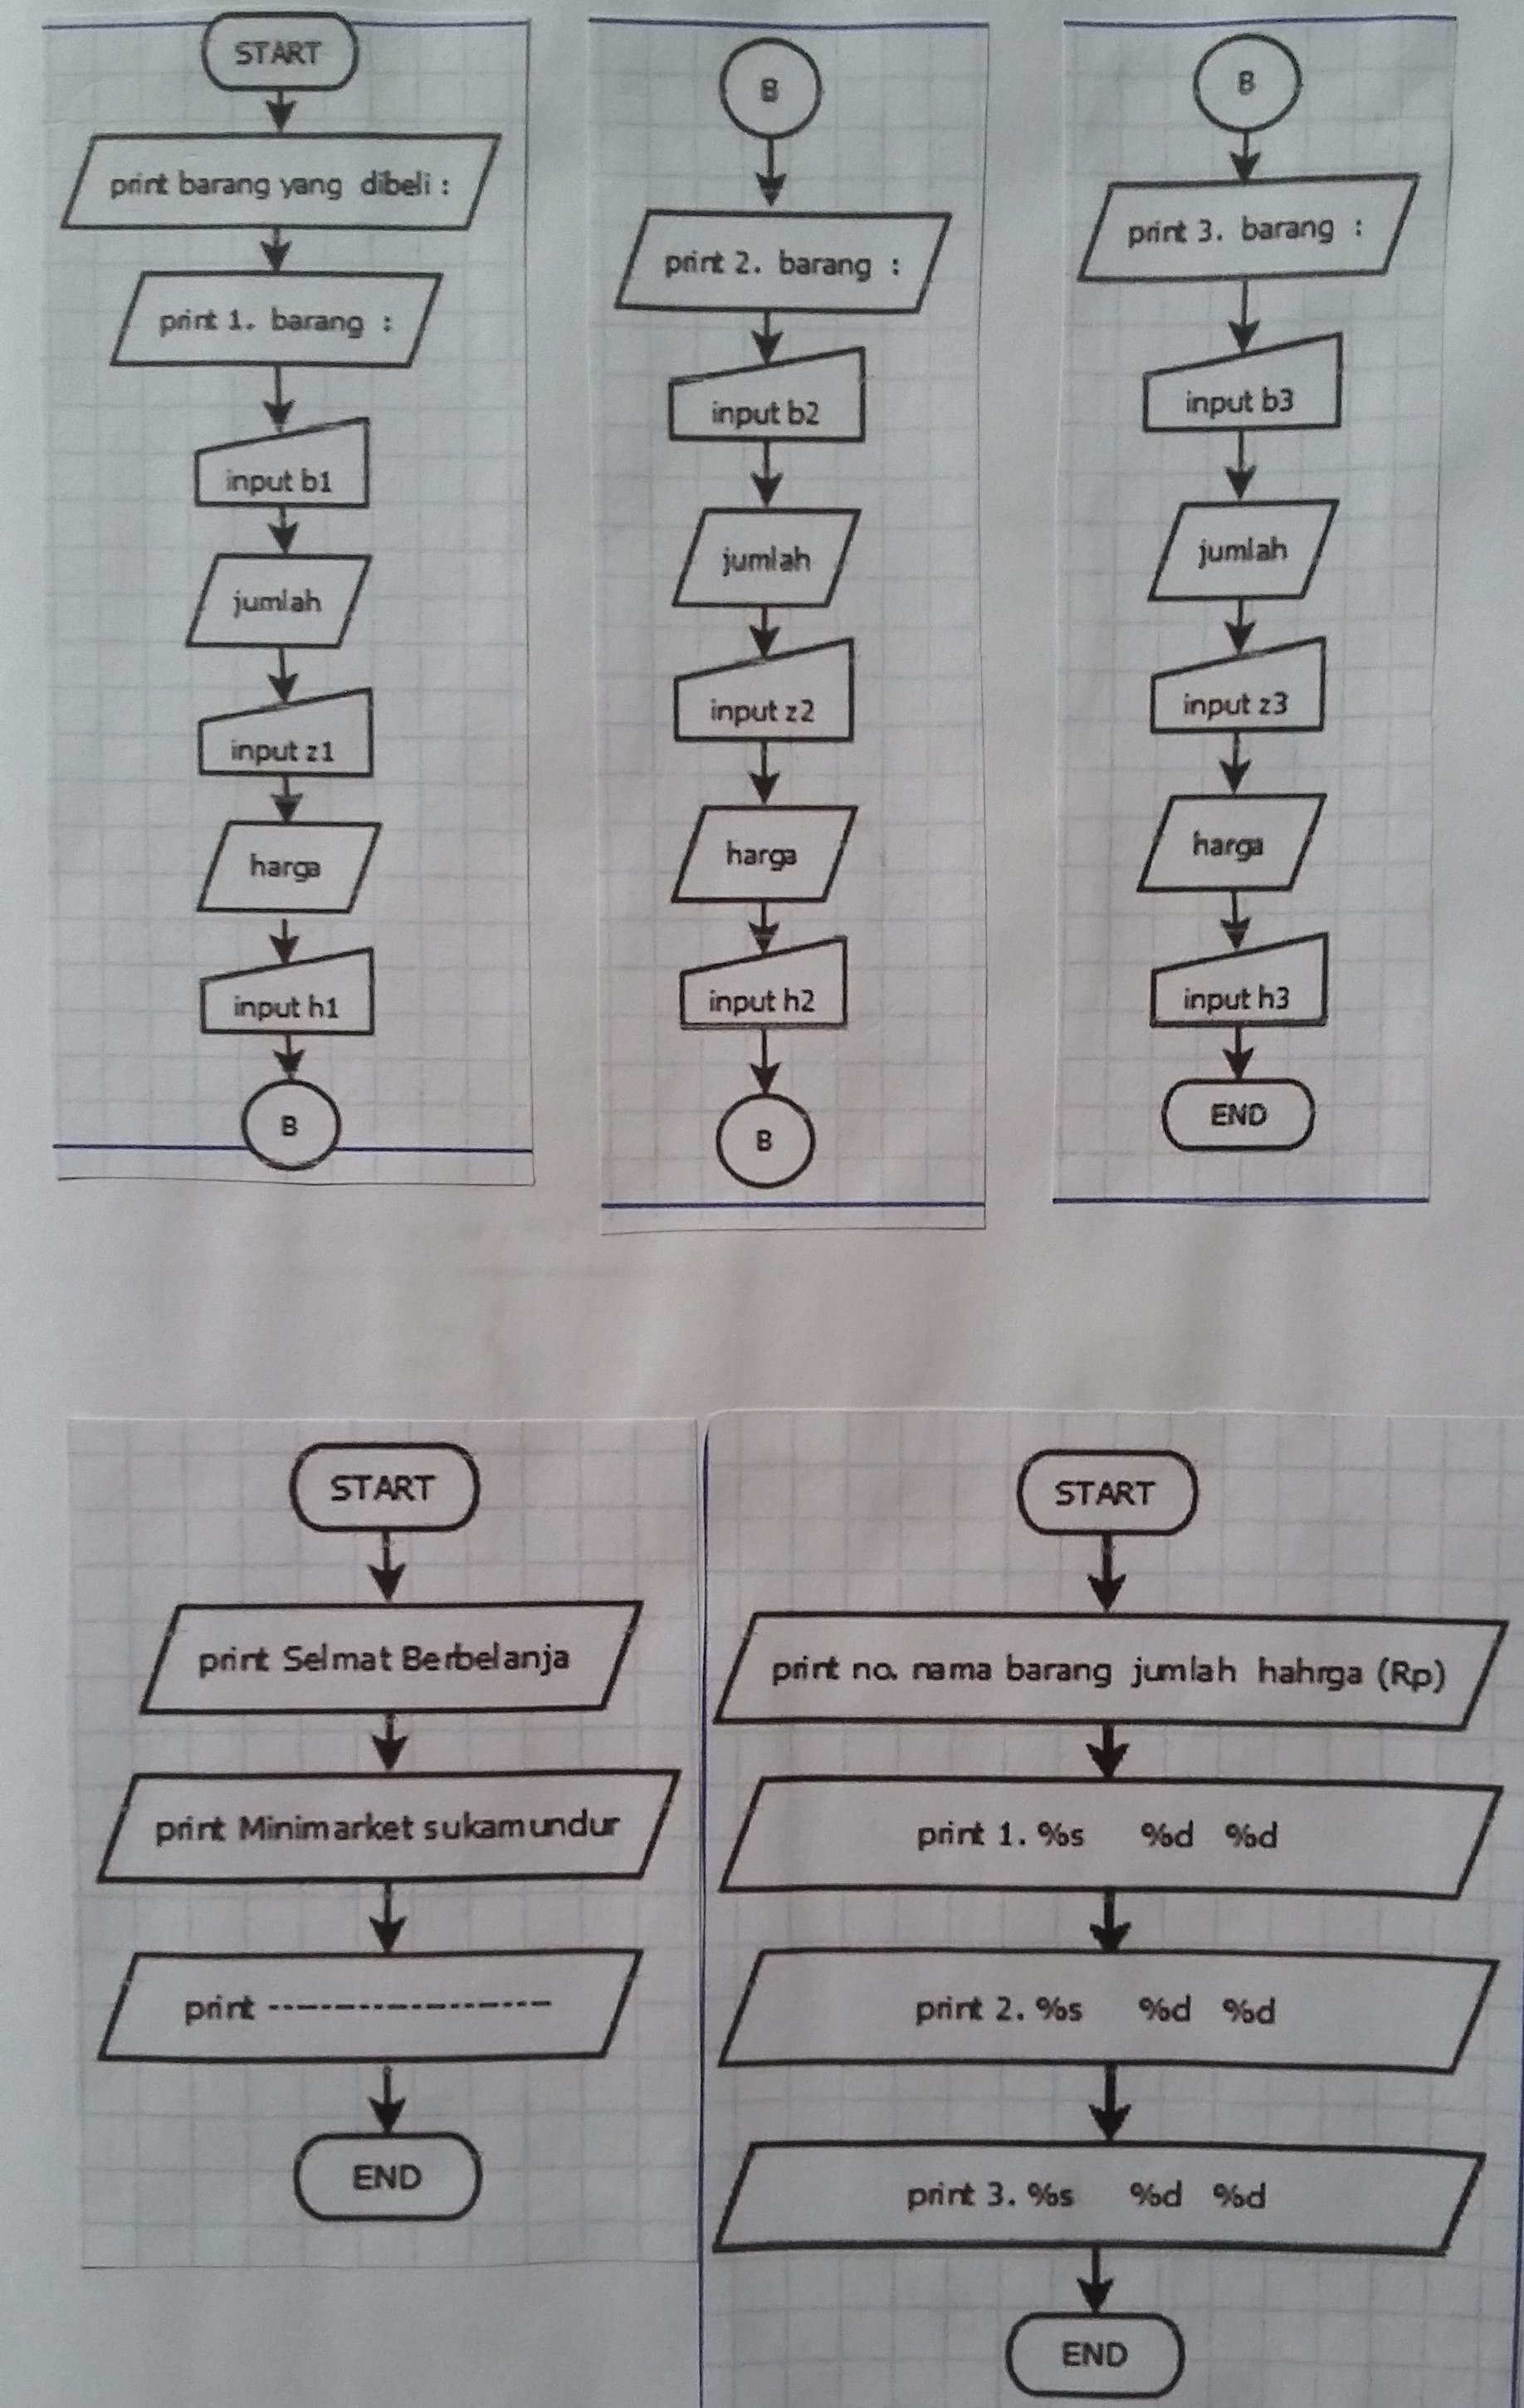 START
print barang yang dibeli :
print 1. barang :
input b1
jumlah
input z1
harga
input h1
B
B
print 2. barang :
input b2
jumlah
input z2
harga
input h2
B
B
print 3. barang :
input b3
jumlah
input z3
harga
input h3
END
START
print Selmat Berbelanja
print Minimarket sukamundur
print --------------------
END
START
print no. nama barang jumlah hahrga (Rp)
print 1. %s %d %d
print 2. %s %d %d
print 3. %s %d %d
END